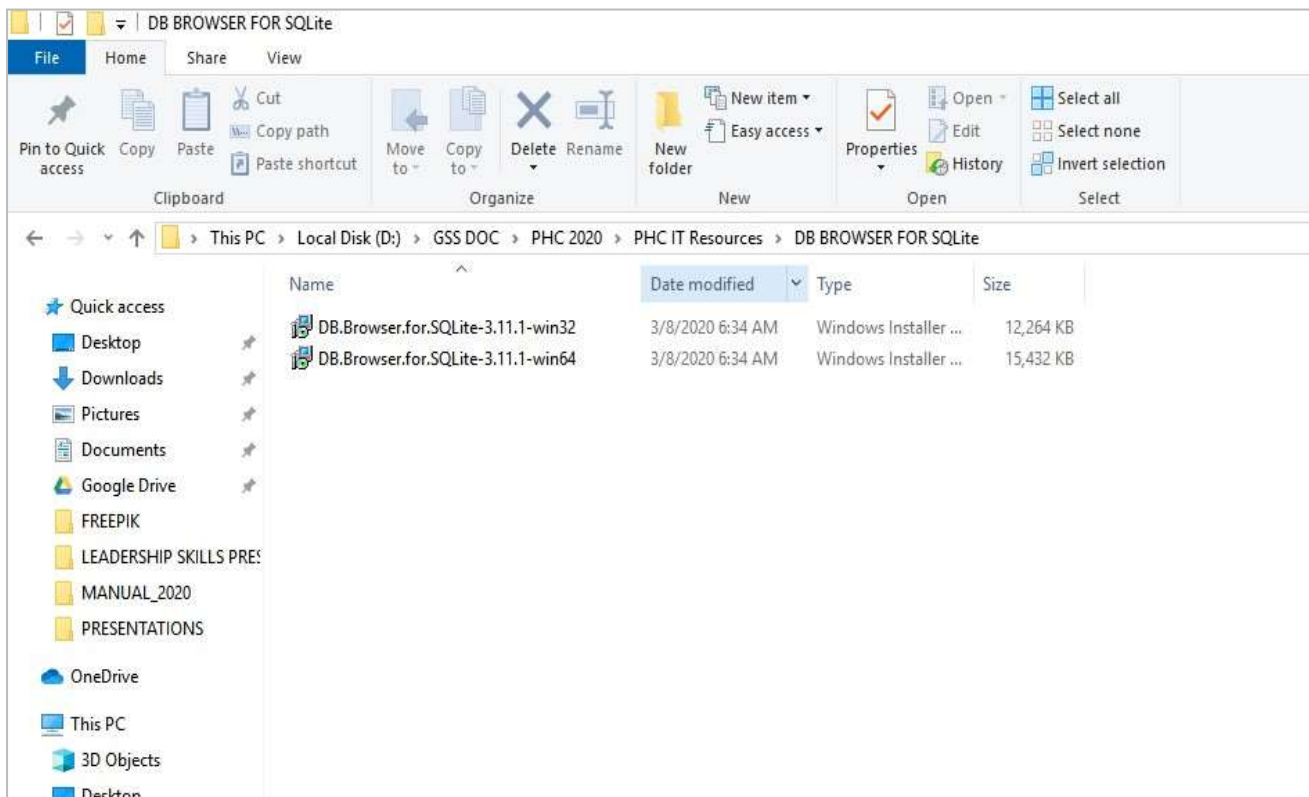 DB BROWSER FOR SQLite
File Home Share View
Pin to Quick access
Copy
Paste
Cut
Copy path
Paste shortcut
Clipboard
Move to
Copy to
Delete
Rename
Organize
New folder
New item
Easy access
New
Properties
Open
Edit
History
Open
Select all
Select none
Invert selection
Select
This PC > Local Disk (D:) > GSS DOC > PHC 2020 > PHC IT Resources > DB BROWSER FOR SQLite
Name Date modified Type Size
DB.Browser.for.SQLite-3.11.1-win32 3/8/2020 6:34 AM Windows Installer ... 12,264 KB
DB.Browser.for.SQLite-3.11.1-win64 3/8/2020 6:34 AM Windows Installer ... 15,432 KB
Quick access
Desktop
Downloads
Pictures
Documents
Google Drive
FREEPIK
LEADERSHIP SKILLS PRES
MANUAL_2020
PRESENTATIONS
OneDrive
This PC
3D Objects
Desktop